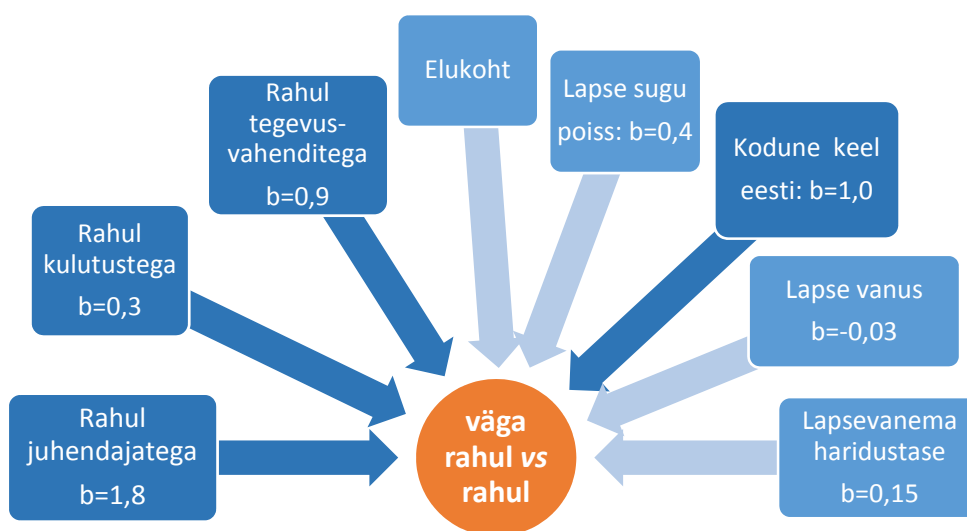 Elukoht
Lapse sugu
poiss: b=0,4
Rahul
tegevus-
vahenditega
b=0,9
Kodune keel
eesti: b=1,0
Rahul
kulutustega
b=0,3
Lapse vanus
b=-0,03
Rahul
juhendajatega
b=1,8
väga
rahul vs
rahul
Lapsevanema
haridustase
b=0,15